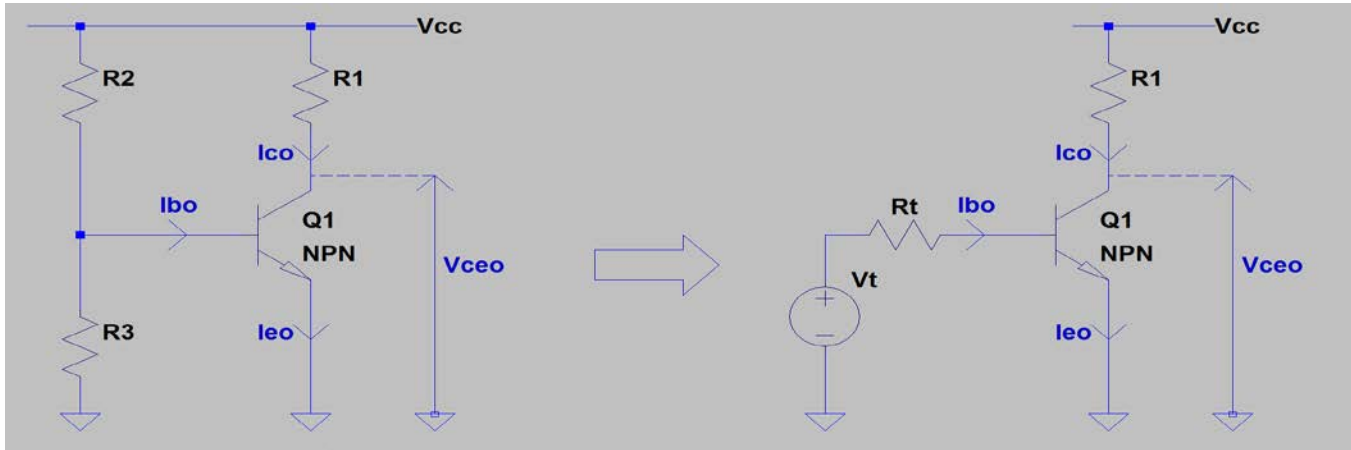 Vcc
R2
R1
Ico
Ibo
Q1
NPN
Vceo
R3
Ieo
Vcc
R1
Ico
Rt
Ibo
Q1
NPN
Vceo
Vt
Ieo